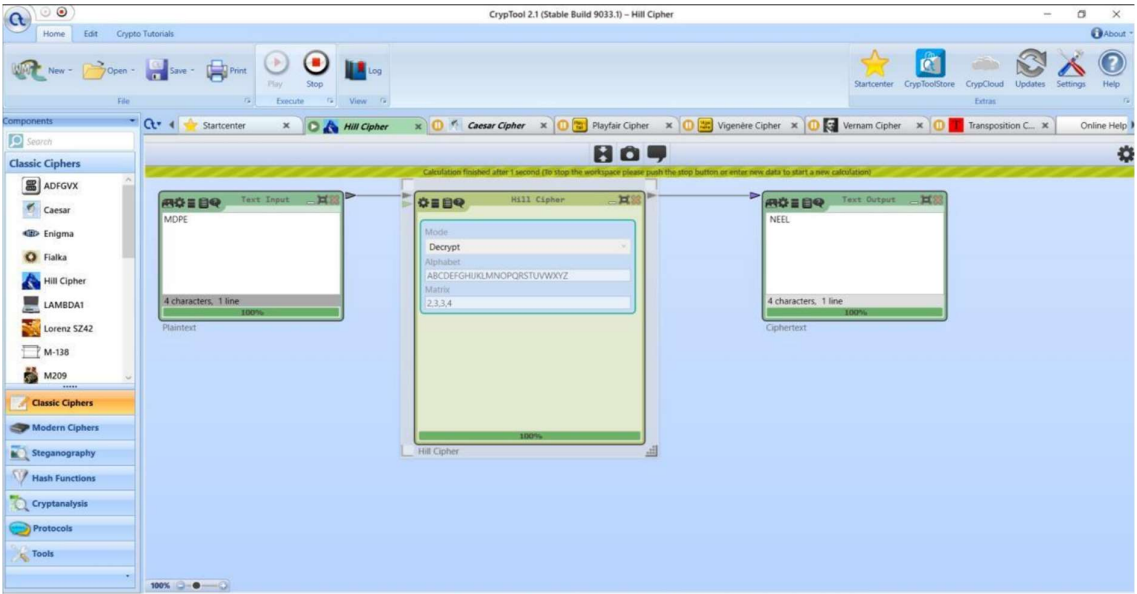 CrypTool 2.1 (Stable Build 9033.1) – Hill Cipher
Home Edit Crypto Tutorials About
New Open Save Print Play Stop Log Startcenter CrypToolStore CrypCloud Updates Settings Help
File Execute View Extras
Components Startcenter Hill Cipher Caesar Cipher Playfair Cipher Vigenère Cipher Vernam Cipher Transposition C... Online Help
Search
Classic Ciphers
Calculation finished after 1 second (To stop the workspace please push the stop button or enter new data to start a new calculation)
ADFGVX
Caesar
Enigma
Fialka
Hill Cipher
LAMBDA1
Lorenz SZ42
M-138
M209
Classic Ciphers
Modern Ciphers
Steganography
Hash Functions
Cryptanalysis
Protocols
Tools
Text Input
MDPE
4 characters, 1 line
100%
Plaintext
Hill Cipher
Mode
Decrypt
Alphabet
ABCDEFGHIJKLMNOPQRSTUVWXYZ
Matrix
2,3,3,4
100%
Hill Cipher
Text Output
NEEL
4 characters, 1 line
100%
Ciphertext
100%